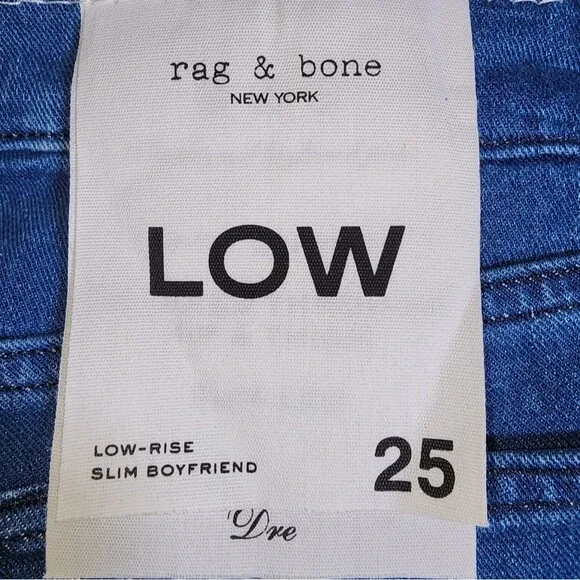 rag & bone
NEW YORK
LOW
LOW-RISE
SLIM BOYFRIEND
25
'Dre